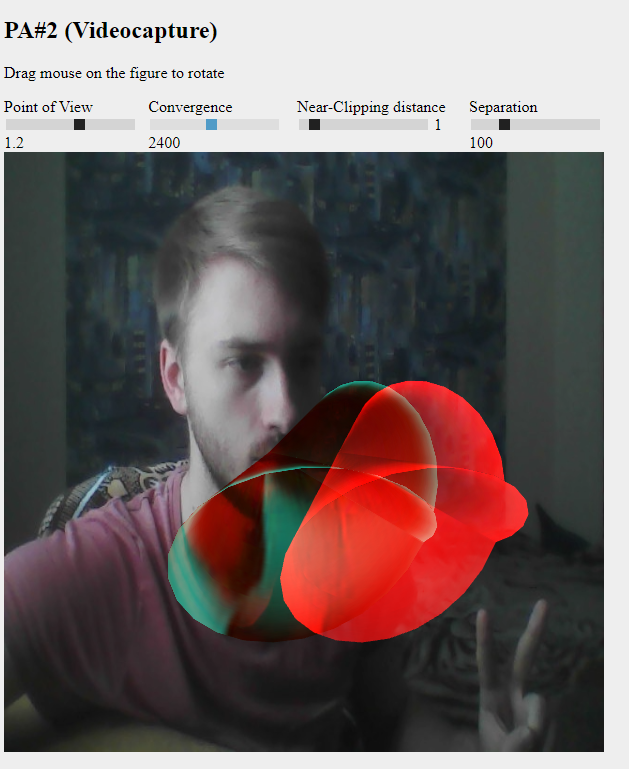 PA#2 (Videocapture)
Drag mouse on the figure to rotate
Point of View Convergence Near-Clipping distance Separation
1
1.2 2400 100